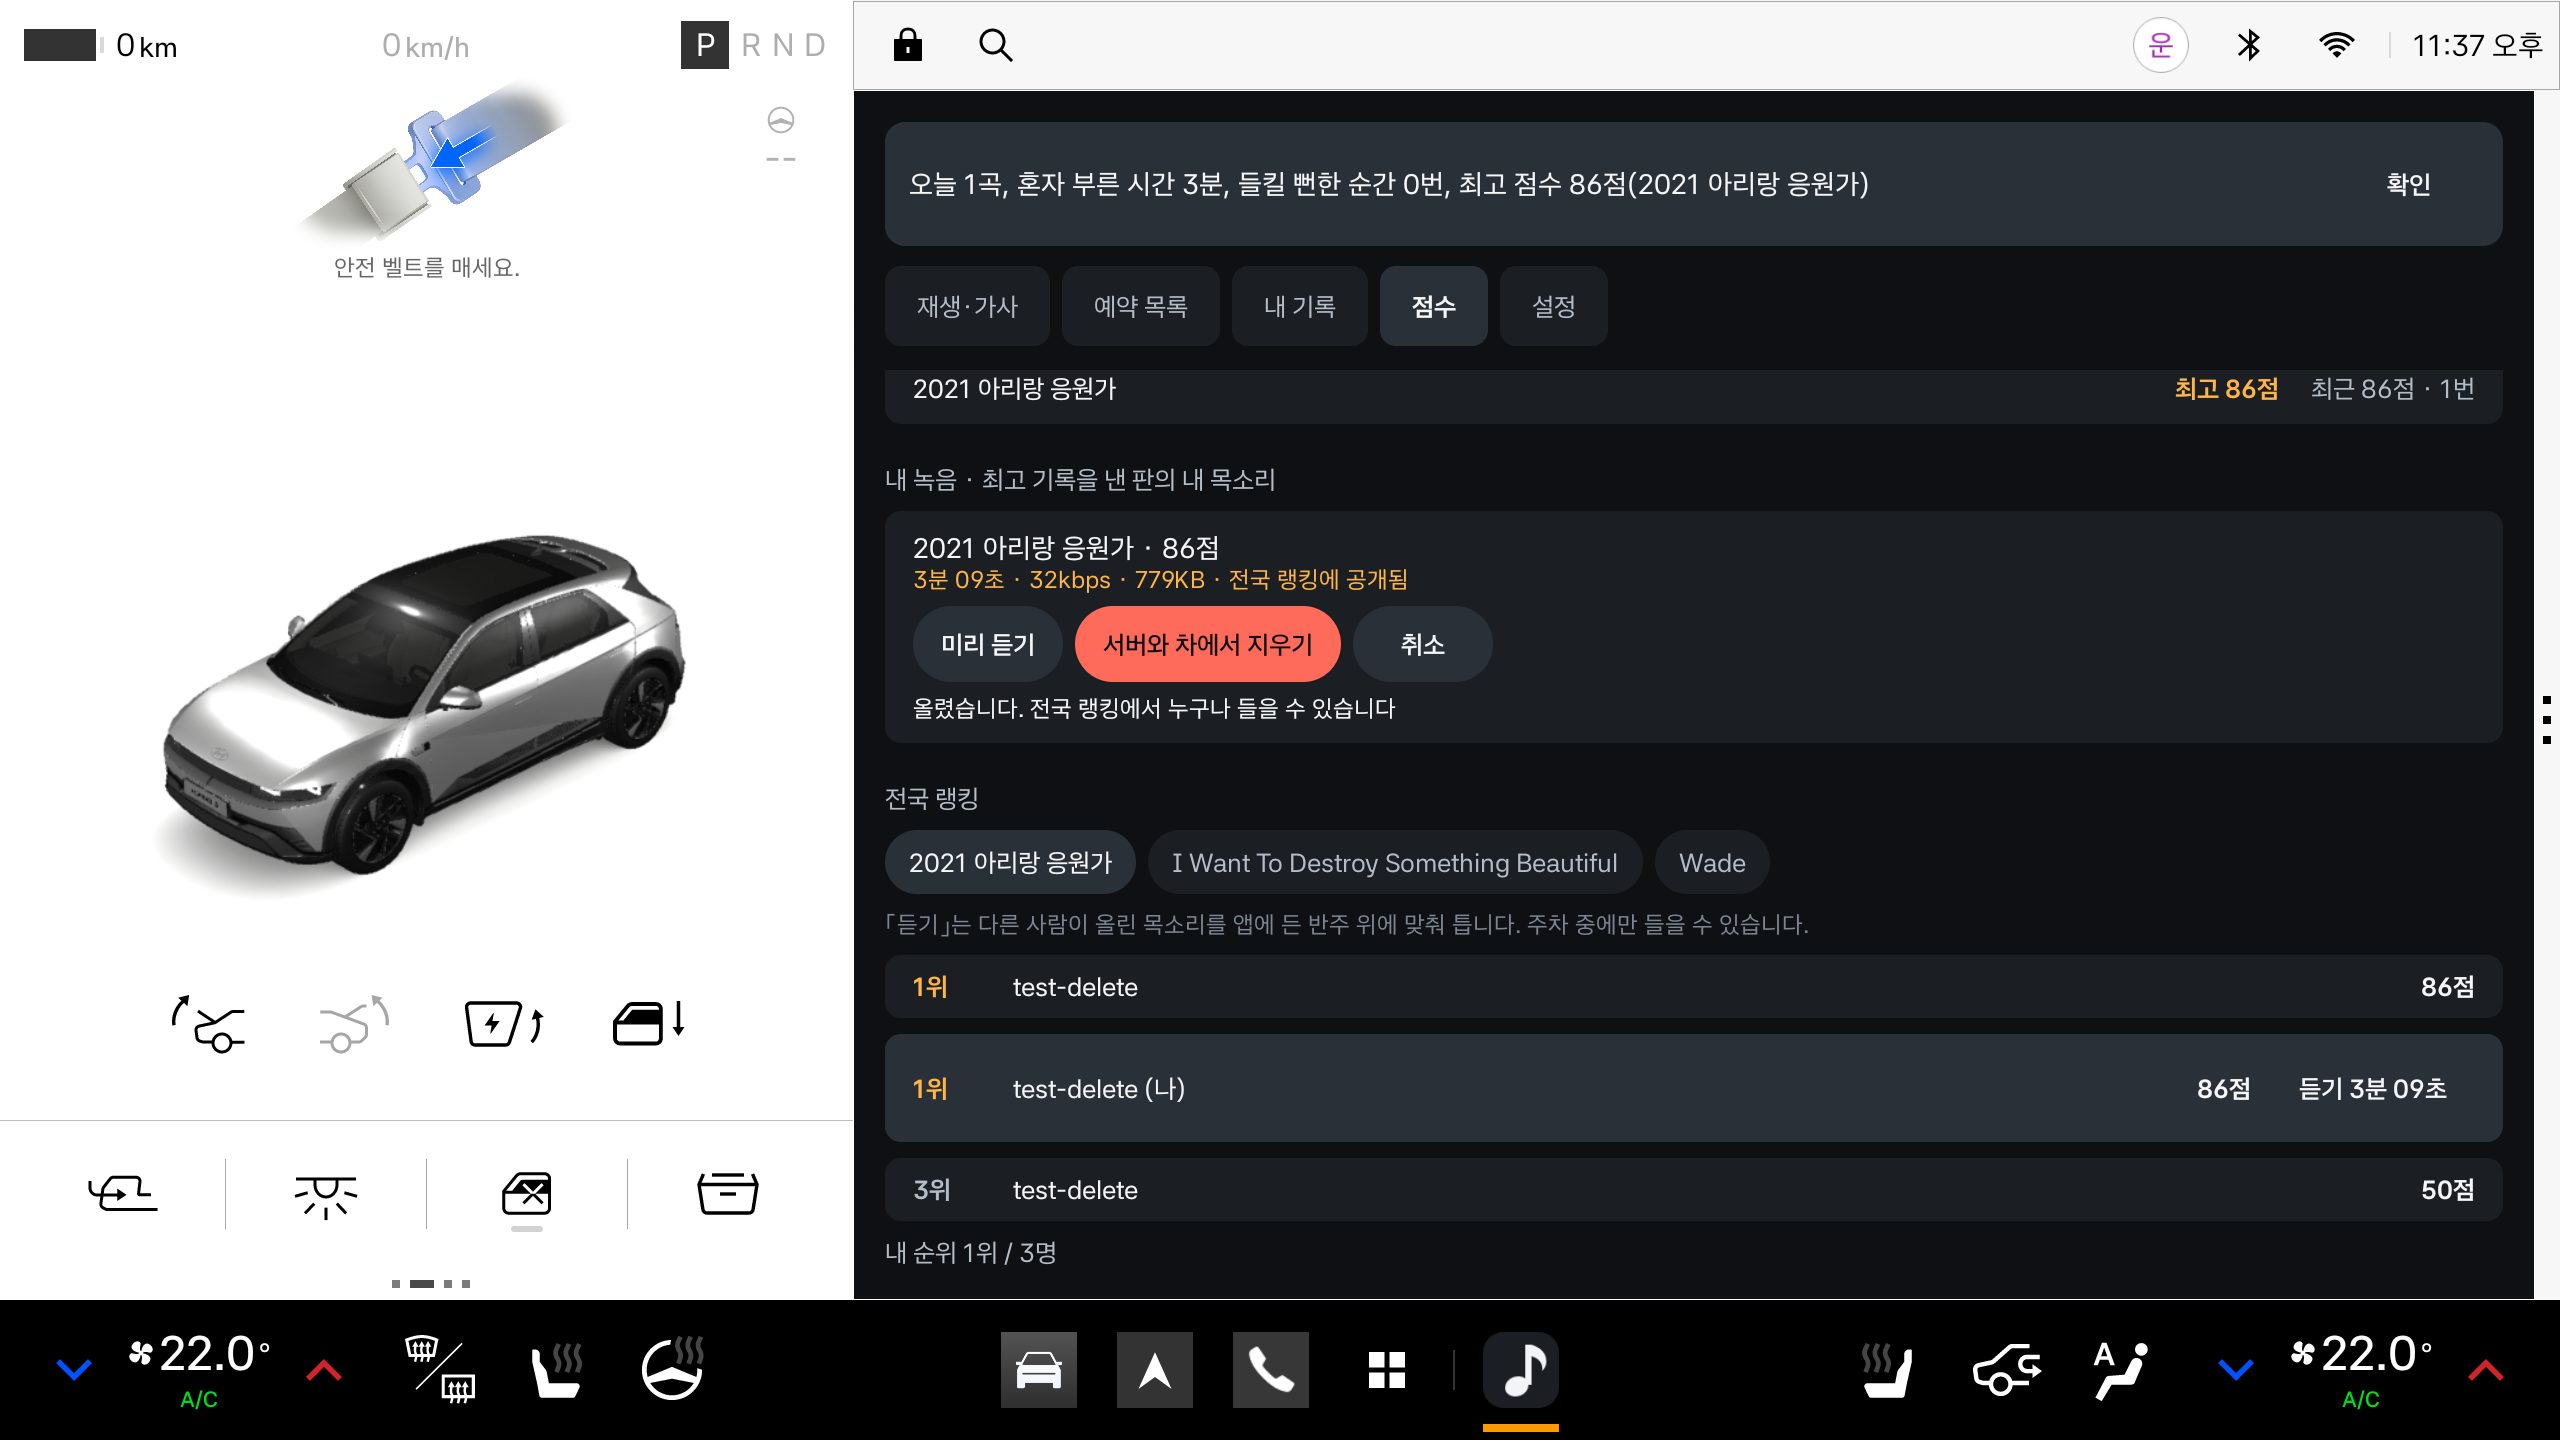 0 km
0 km/h
P R N D
운
11:37 오후
안전 벨트를 매세요.
오늘 1곡, 혼자 부른 시간 3분, 들킬 뻔한 순간 0번, 최고 점수 86점(2021 아리랑 응원가)
확인
재생·가사
예약 목록
내 기록
점수
설정
2021 아리랑 응원가
최고 86점
최근 86점 · 1번
내 녹음 · 최고 기록을 낸 판의 내 목소리
2021 아리랑 응원가 · 86점
3분 09초 · 32kbps · 779KB · 전국 랭킹에 공개됨
미리 듣기
서버와 차에서 지우기
취소
올렸습니다. 전국 랭킹에서 누구나 들을 수 있습니다
전국 랭킹
2021 아리랑 응원가
I Want To Destroy Something Beautiful
Wade
「듣기」는 다른 사람이 올린 목소리를 앱에 든 반주 위에 맞춰 틉니다. 주차 중에만 들을 수 있습니다.
1위 test-delete 86점
1위 test-delete (나) 86점 듣기 3분 09초
3위 test-delete 50점
내 순위 1위 / 3명
22.0°
A/C
A
22.0°
A/C